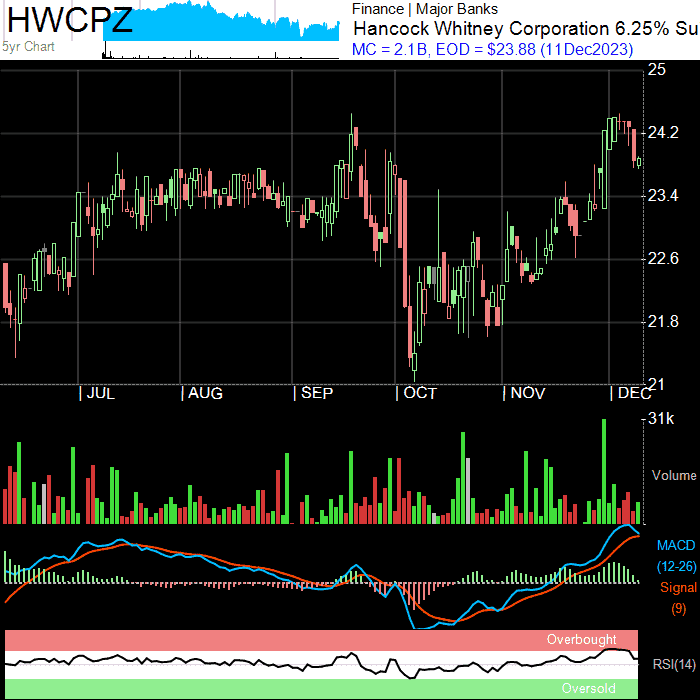 HWCPZ
5yr Chart
Finance | Major Banks
Hancock Whitney Corporation 6.25% Su
MC = 2.1B, EOD = $23.88 (11Dec2023)
25
24.2
23.4
22.6
21.8
21
JUL AUG SEP OCT NOV DEC
31k
Volume
MACD
(12-26)
Signal
(9)
Overbought
RSI(14)
Oversold